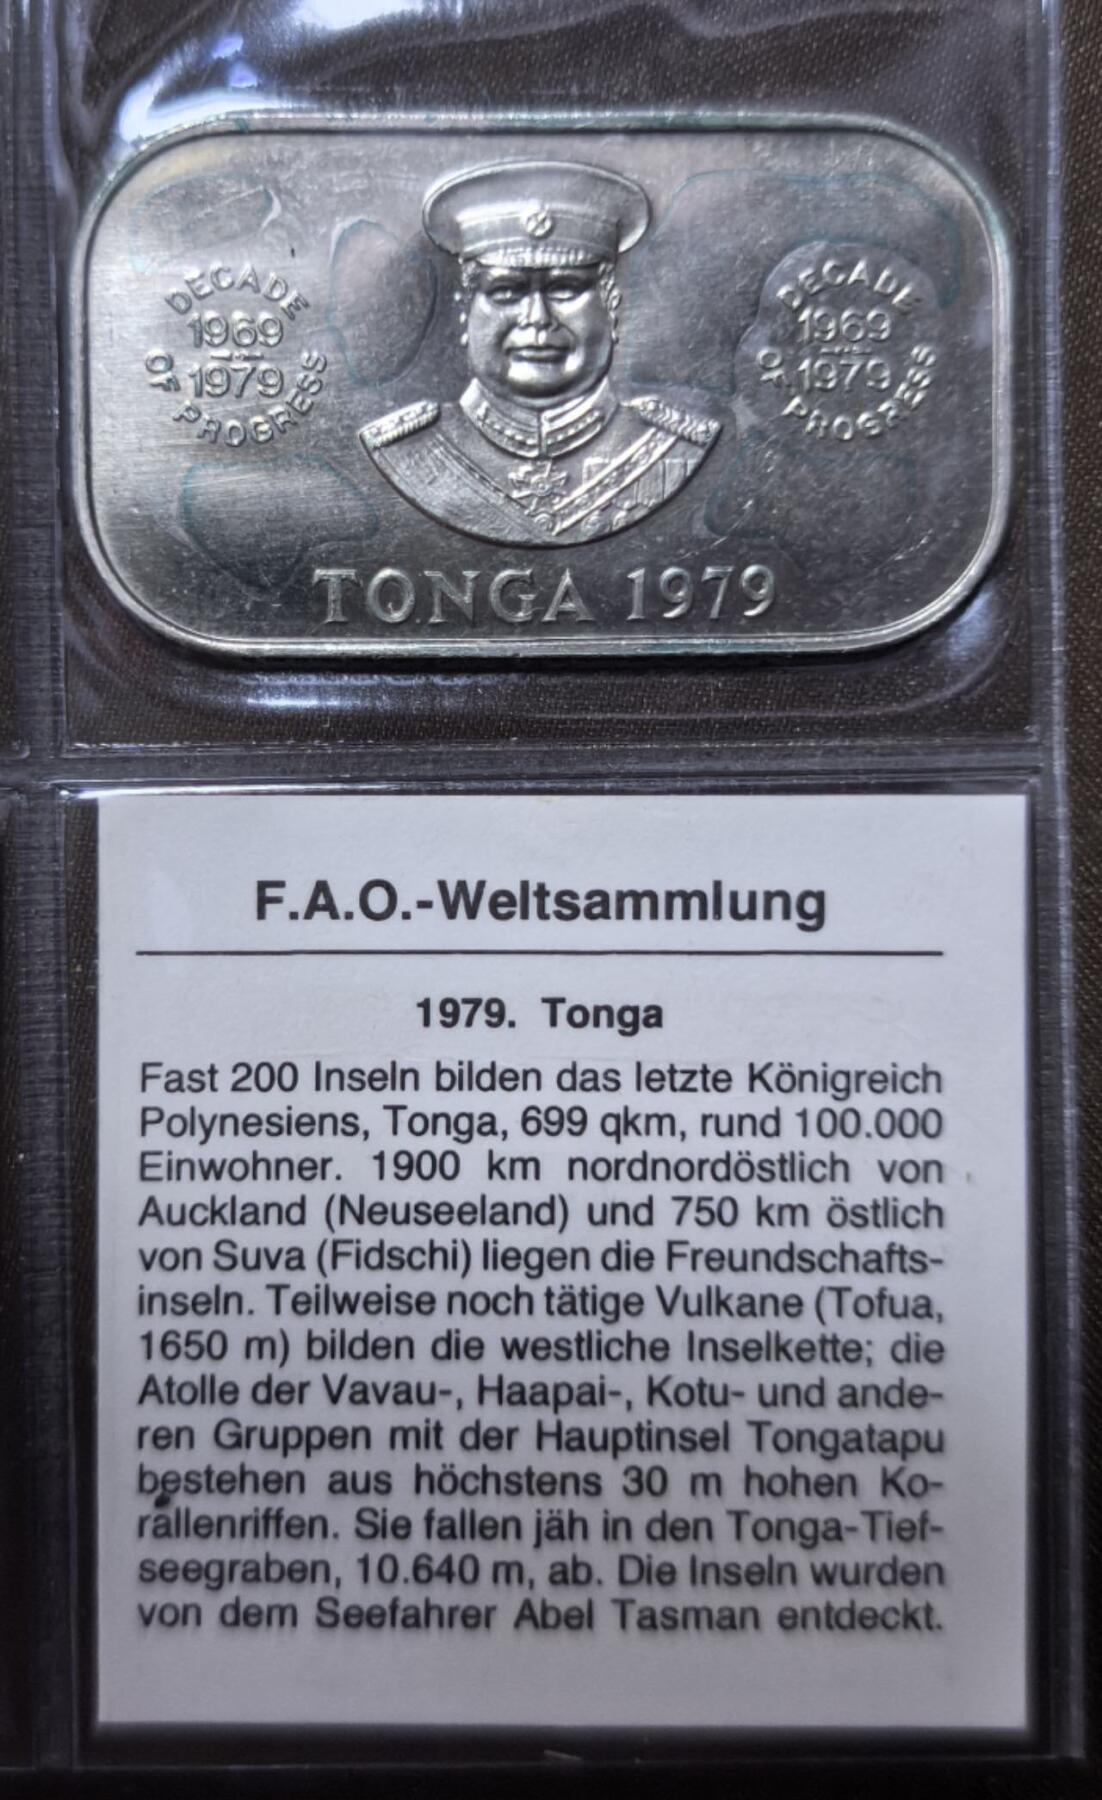 DECADE
1969
1979
OF PROGRESS
DECADE
1969
1979
OF PROGRESS
TONGA 1979
F.A.O.-Weltsammlung
1979. Tonga
Fast 200 Inseln bilden das letzte Königreich
Polynesiens, Tonga, 699 qkm, rund 100.000
Einwohner. 1900 km nordnordöstlich von
Auckland (Neuseeland) und 750 km östlich
von Suva (Fidschi) liegen die Freundschafts-
inseln. Teilweise noch tätige Vulkane (Tofua,
1650 m) bilden die westliche Inselkette; die
Atolle der Vavau-, Haapai-, Kotu- und ande-
ren Gruppen mit der Hauptinsel Tongatapu
bestehen aus höchstens 30 m hohen Ko-
rallenriffen. Sie fallen jäh in den Tonga-Tief-
seegraben, 10.640 m, ab. Die Inseln wurden
von dem Seefahrer Abel Tasman entdeckt.